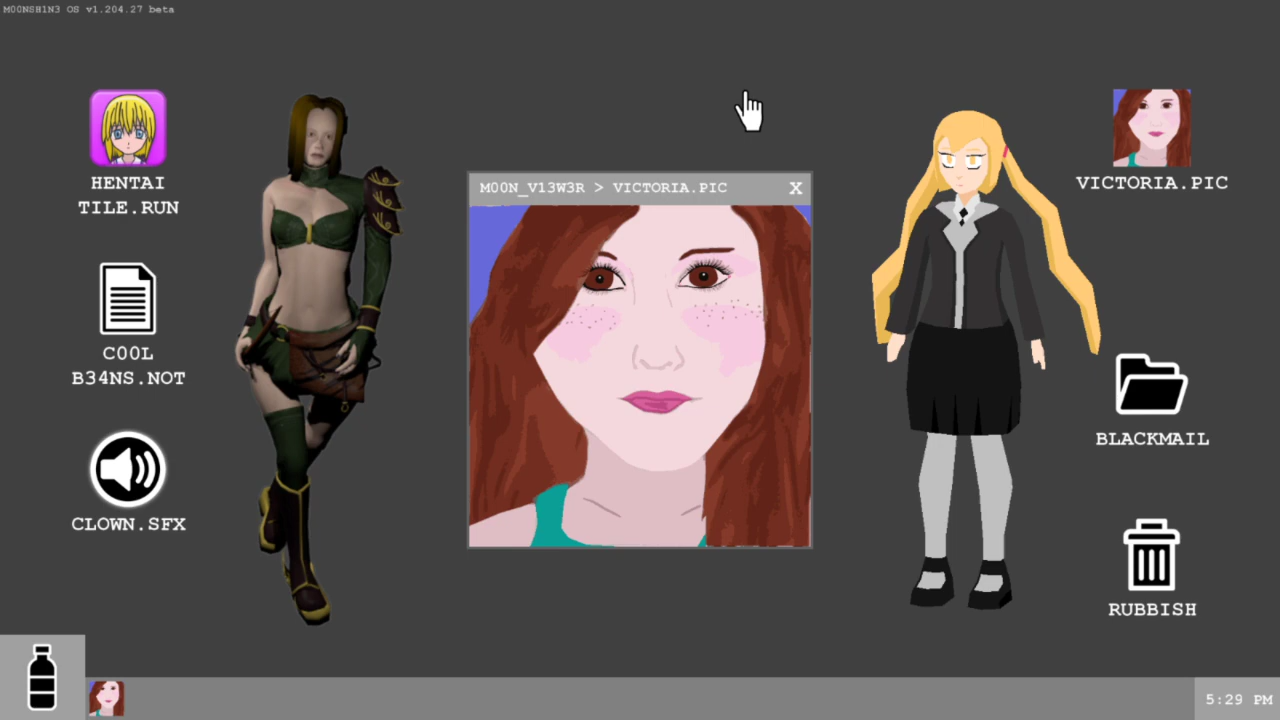 M00NSH1N3 OS v1.204.27 beta
HENTAI
TILE.RUN
C00L
B34NS.NOT
CLOWN.SFX
M00N_V13W3R > VICTORIA.PIC X
VICTORIA.PIC
BLACKMAIL
RUBBISH
5:29 PM